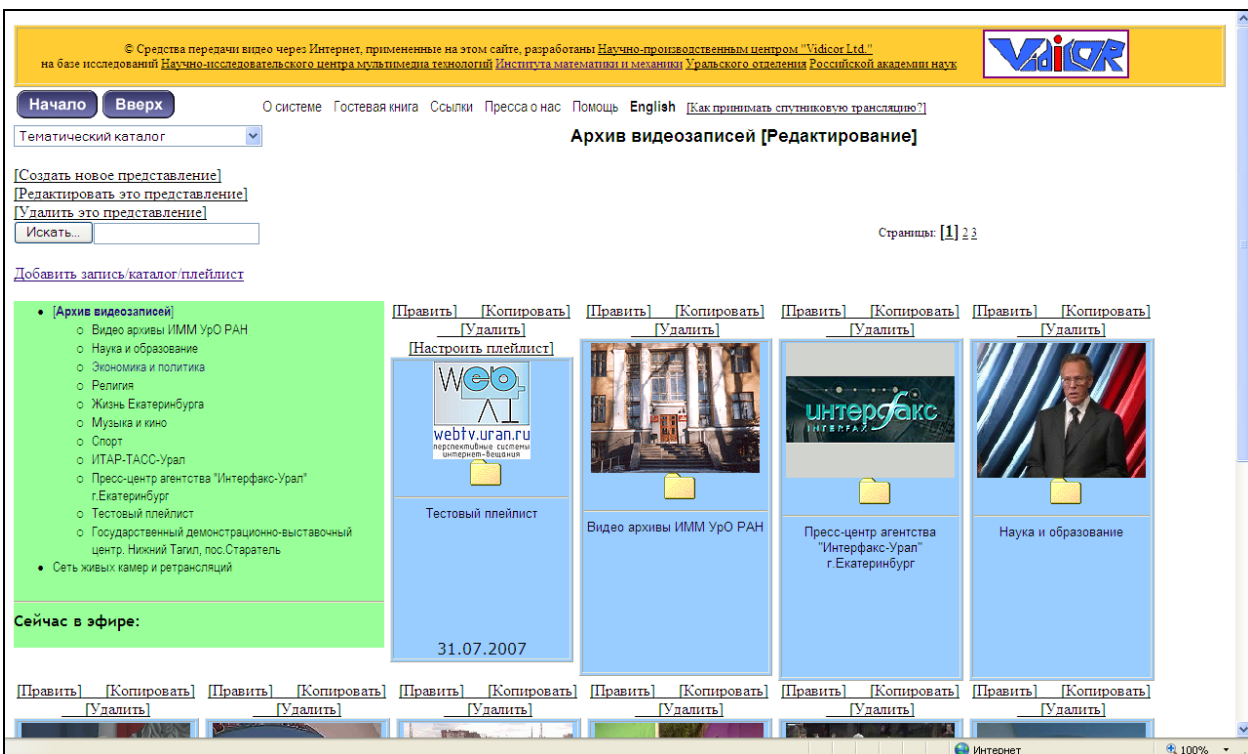 © Средства передачи видео через Интернет, примененные на этом сайте, разработаны Научно-производственным центром "Vidicor Ltd."
на базе исследований Научно-исследовательского центра мультимедиа технологий Института математики и механики Уральского отделения Российской академии наук
VidiCOR
Начало Вверх О системе Гостевая книга Ссылки Пресса о нас Помощь English [Как принимать спутниковую трансляцию?]
Тематический каталог
Архив видеозаписей [Редактирование]
[Создать новое представление]
[Редактировать это представление]
[Удалить это представление]
Искать...
Страницы: [1] 2 3
Добавить запись/каталог/плейлист
[Архив видеозаписей]
Видео архивы ИММ УрО РАН
Наука и образование
Экономика и политика
Религия
Жизнь Екатеринбурга
Музыка и кино
Спорт
ИТАР-ТАСС-Урал
Пресс-центр агентства "Интерфакс-Урал"
г.Екатеринбург
Тестовый плейлист
Государственный демонстрационно-выставочный
центр. Нижний Тагил, пос.Старатель
Сеть живых камер и ретрансляций
Сейчас в эфире:
[Править] [Копировать]
[Удалить]
[Настроить плейлист]
WEB
TV
webtv.uran.ru
перспективные системы
интернет-вещания
Тестовый плейлист
31.07.2007
[Править] [Копировать]
[Удалить]
Видео архивы ИММ УрО РАН
[Править] [Копировать]
[Удалить]
интерфакс
INTERFAX
Пресс-центр агентства
"Интерфакс-Урал"
г.Екатеринбург
[Править] [Копировать]
[Удалить]
Наука и образование
[Править] [Копировать] [Править] [Копировать] [Править] [Копировать] [Править] [Копировать] [Править] [Копировать] [Править] [Копировать]
[Удалить] [Удалить] [Удалить] [Удалить] [Удалить] [Удалить]
Интернет 100%